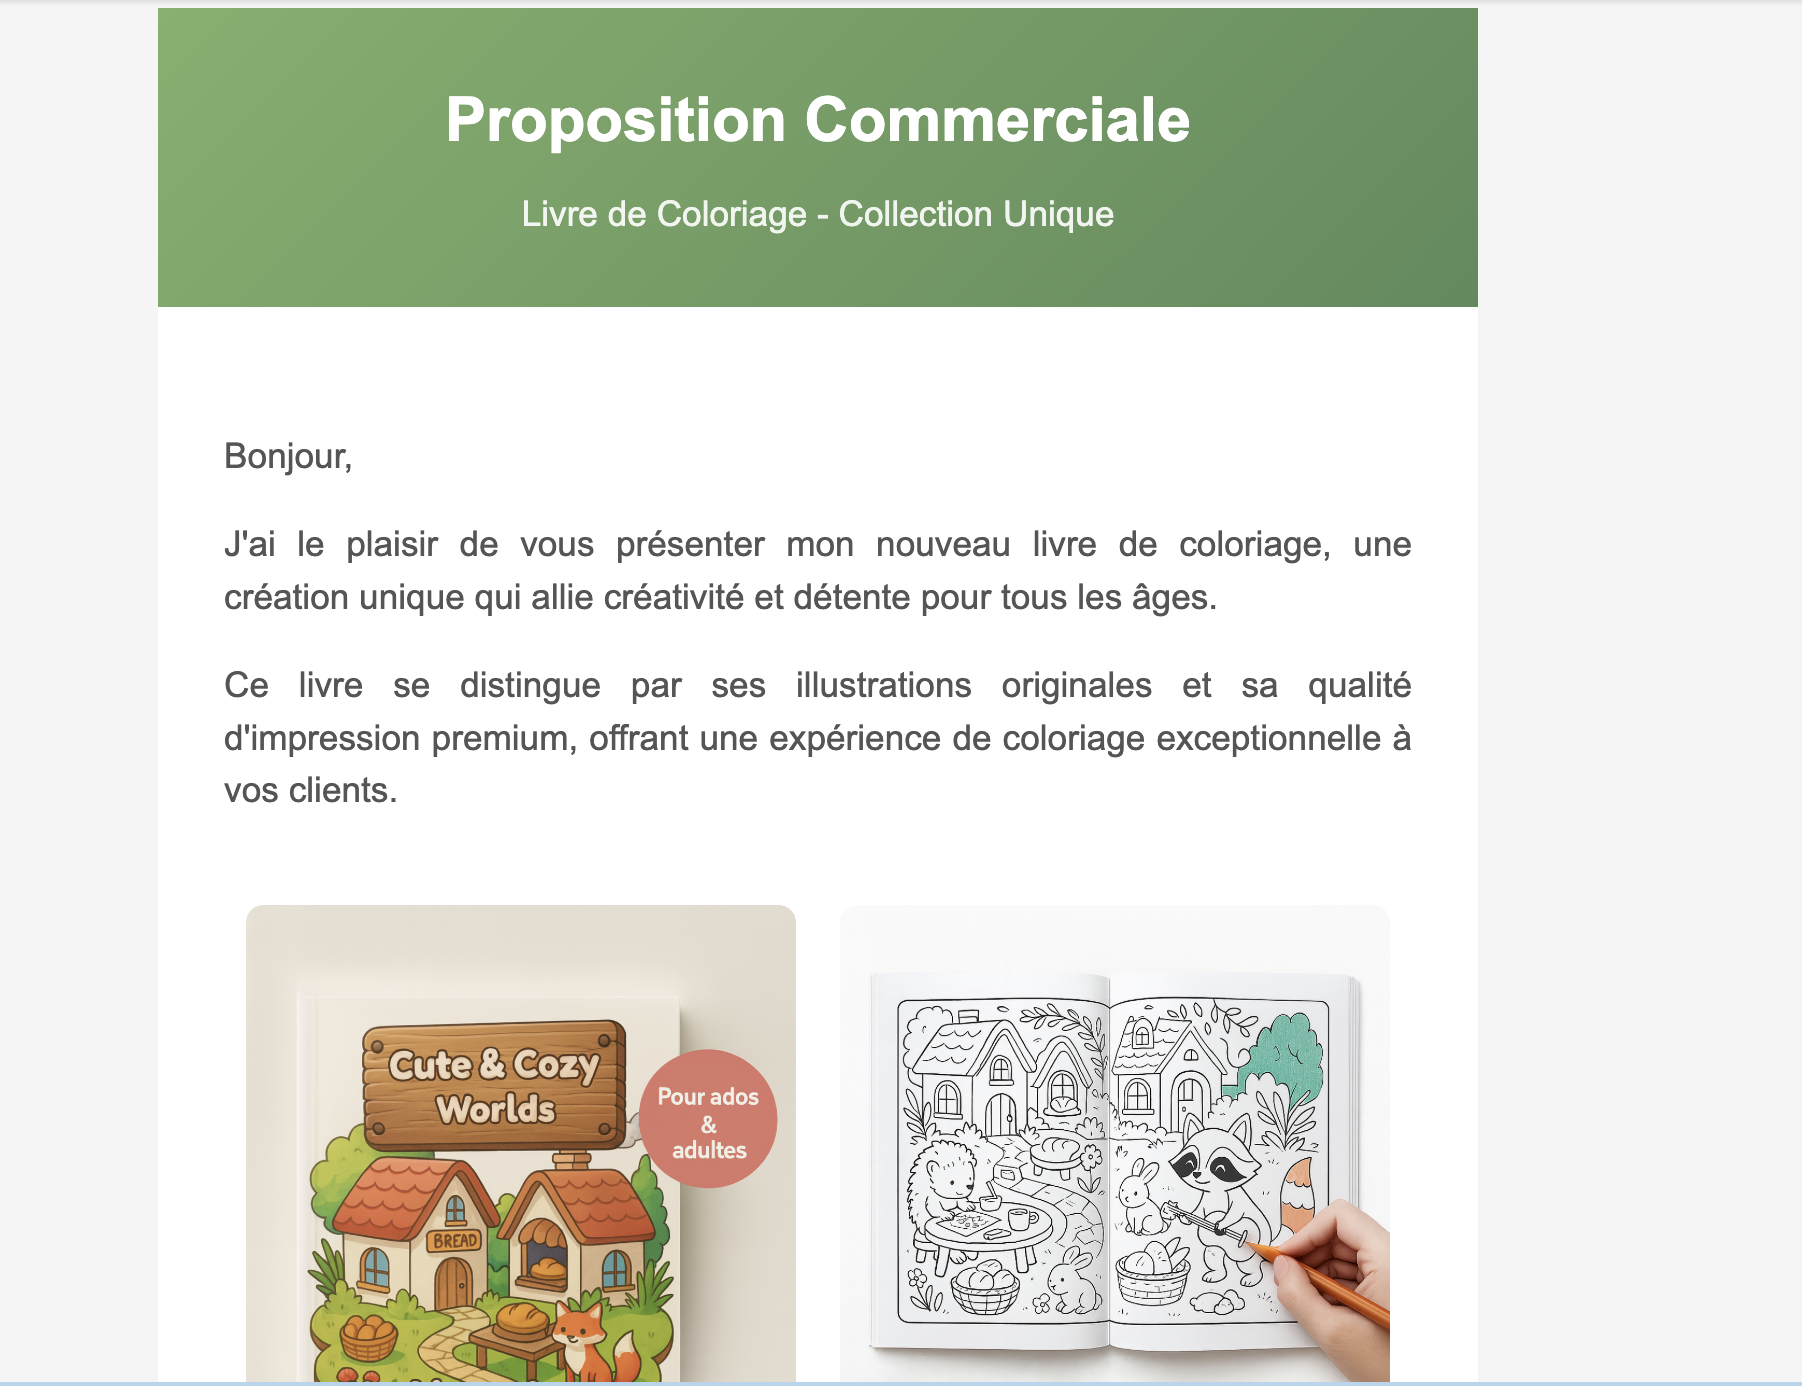 Proposition Commerciale
Livre de Coloriage - Collection Unique
Bonjour,
J'ai le plaisir de vous présenter mon nouveau livre de coloriage, une
création unique qui allie créativité et détente pour tous les âges.
Ce livre se distingue par ses illustrations originales et sa qualité
d'impression premium, offrant une expérience de coloriage exceptionnelle à
vos clients.
Cute & Cozy
Worlds
Pour ados
&
adultes
BREAD